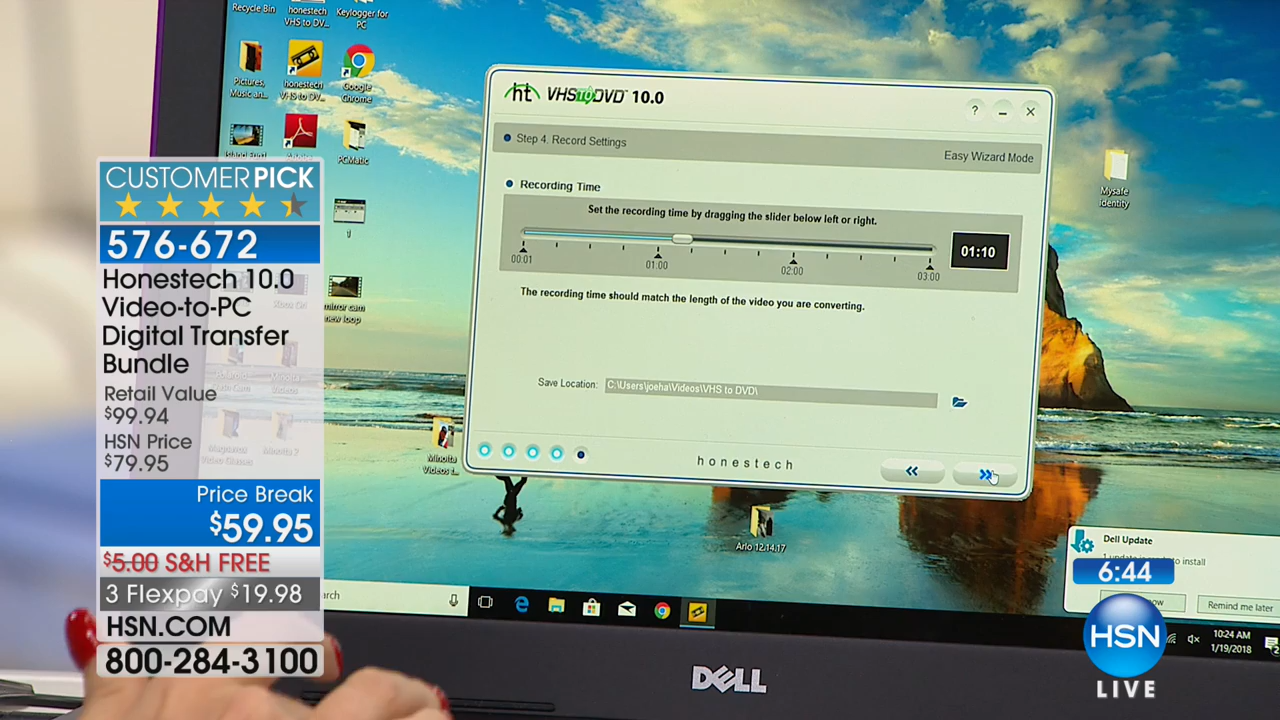 Recycle Bin
honestech
VHS to DV...
Keylogger for
PC
Pictures,
Music an...
honestech
VHS to DV...
Google
Chrome
PCMatic
1
mirror cam
new loop
Mysafe
identity
Minolta
Videos t...
Arlo 12.14.17
ht VHS TO DVD 10.0
? – ×
Step 4. Record Settings
Easy Wizard Mode
Recording Time
Set the recording time by dragging the slider below left or right.
00:01 01:00 02:00 03:00
01:10
The recording time should match the length of the video you are converting.
Save Location: C:\Users\joeha\Videos\VHS to DVD\
honestech
« »
CUSTOMER PICK
576-672
Honestech 10.0
Video-to-PC
Digital Transfer
Bundle
Retail Value
$99.94
HSN Price
$79.95
Price Break
$59.95
$5.00 S&H FREE
3 Flexpay $19.98
HSN.COM
800-284-3100
Dell Update
install
Remind me later
6:44
HSN
LIVE
10:24 AM
1/19/2018
DELL